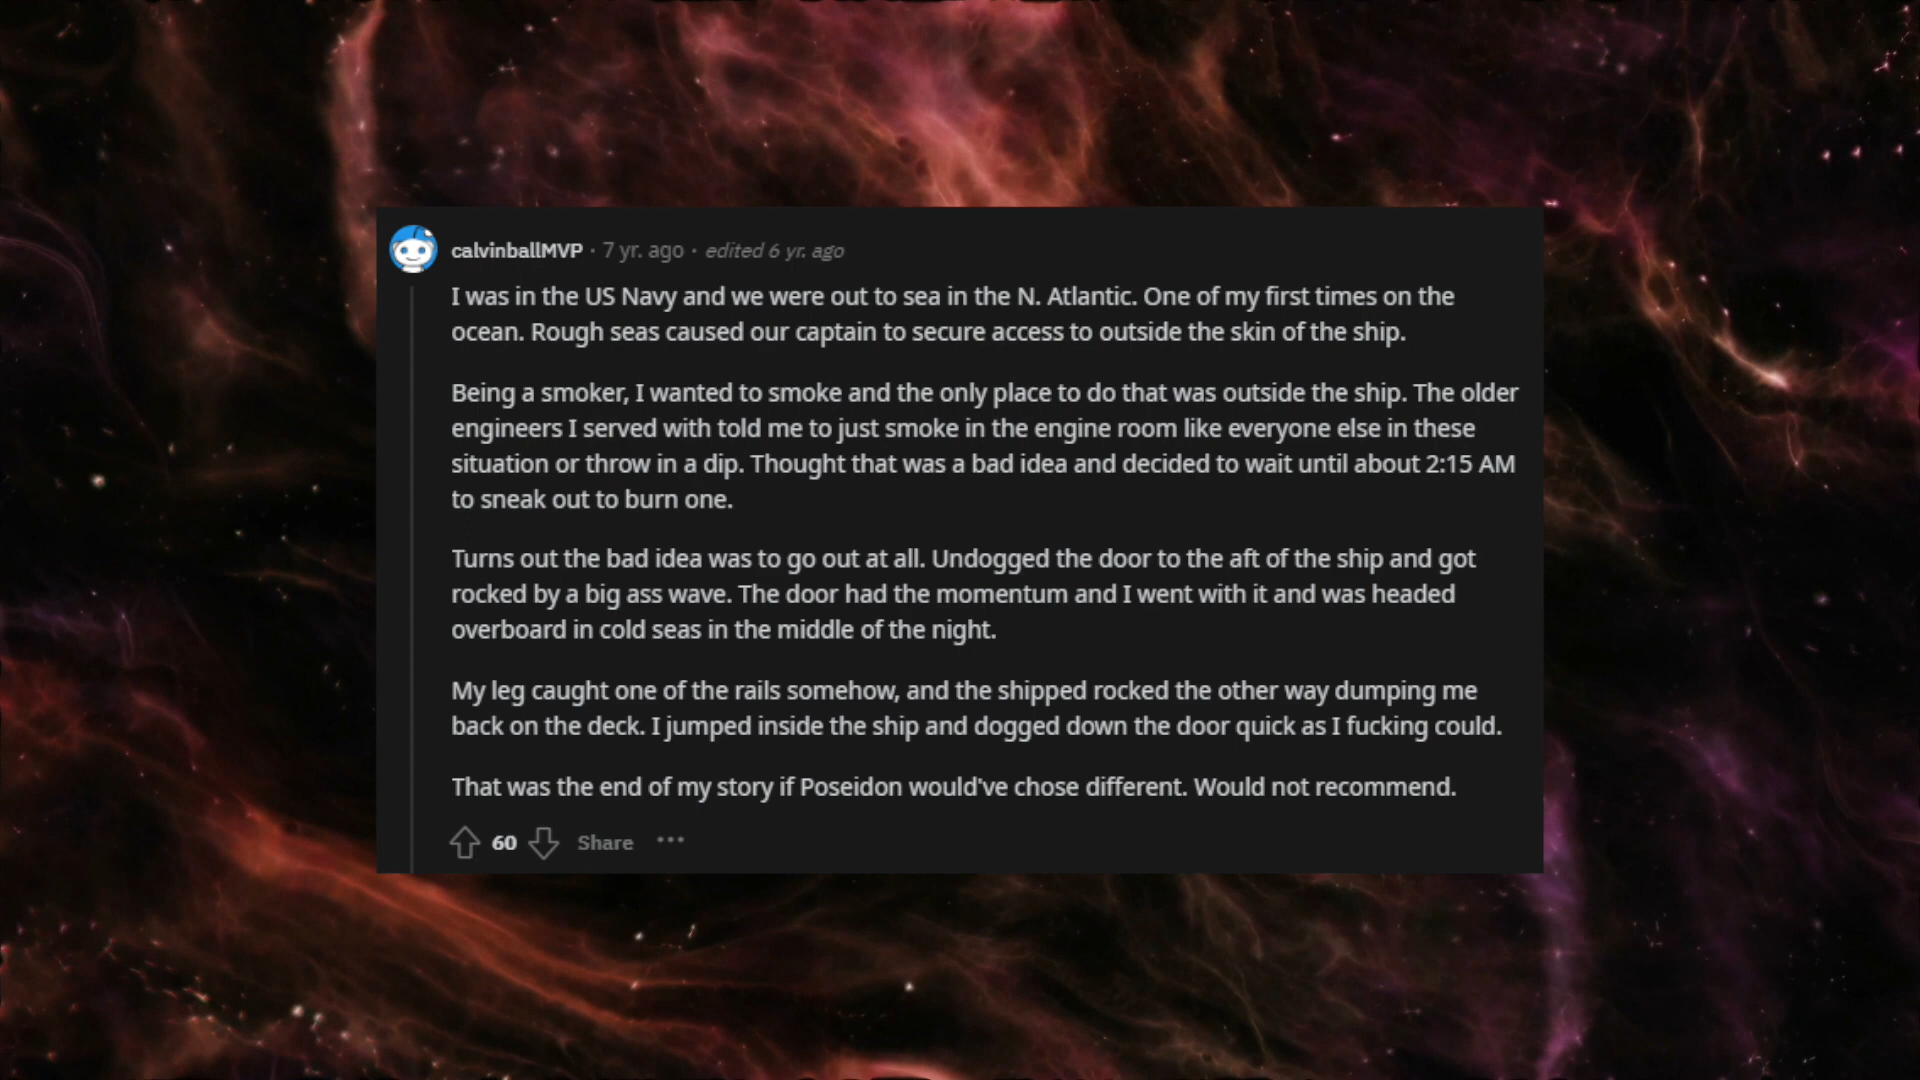 calvinballMVP · 7 yr. ago · edited 6 yr. ago
I was in the US Navy and we were out to sea in the N. Atlantic. One of my first times on the
ocean. Rough seas caused our captain to secure access to outside the skin of the ship.
Being a smoker, I wanted to smoke and the only place to do that was outside the ship. The older
engineers I served with told me to just smoke in the engine room like everyone else in these
situation or throw in a dip. Thought that was a bad idea and decided to wait until about 2:15 AM
to sneak out to burn one.
Turns out the bad idea was to go out at all. Undogged the door to the aft of the ship and got
rocked by a big ass wave. The door had the momentum and I went with it and was headed
overboard in cold seas in the middle of the night.
My leg caught one of the rails somehow, and the shipped rocked the other way dumping me
back on the deck. I jumped inside the ship and dogged down the door quick as I fucking could.
That was the end of my story if Poseidon would've chose different. Would not recommend.
60 Share ···